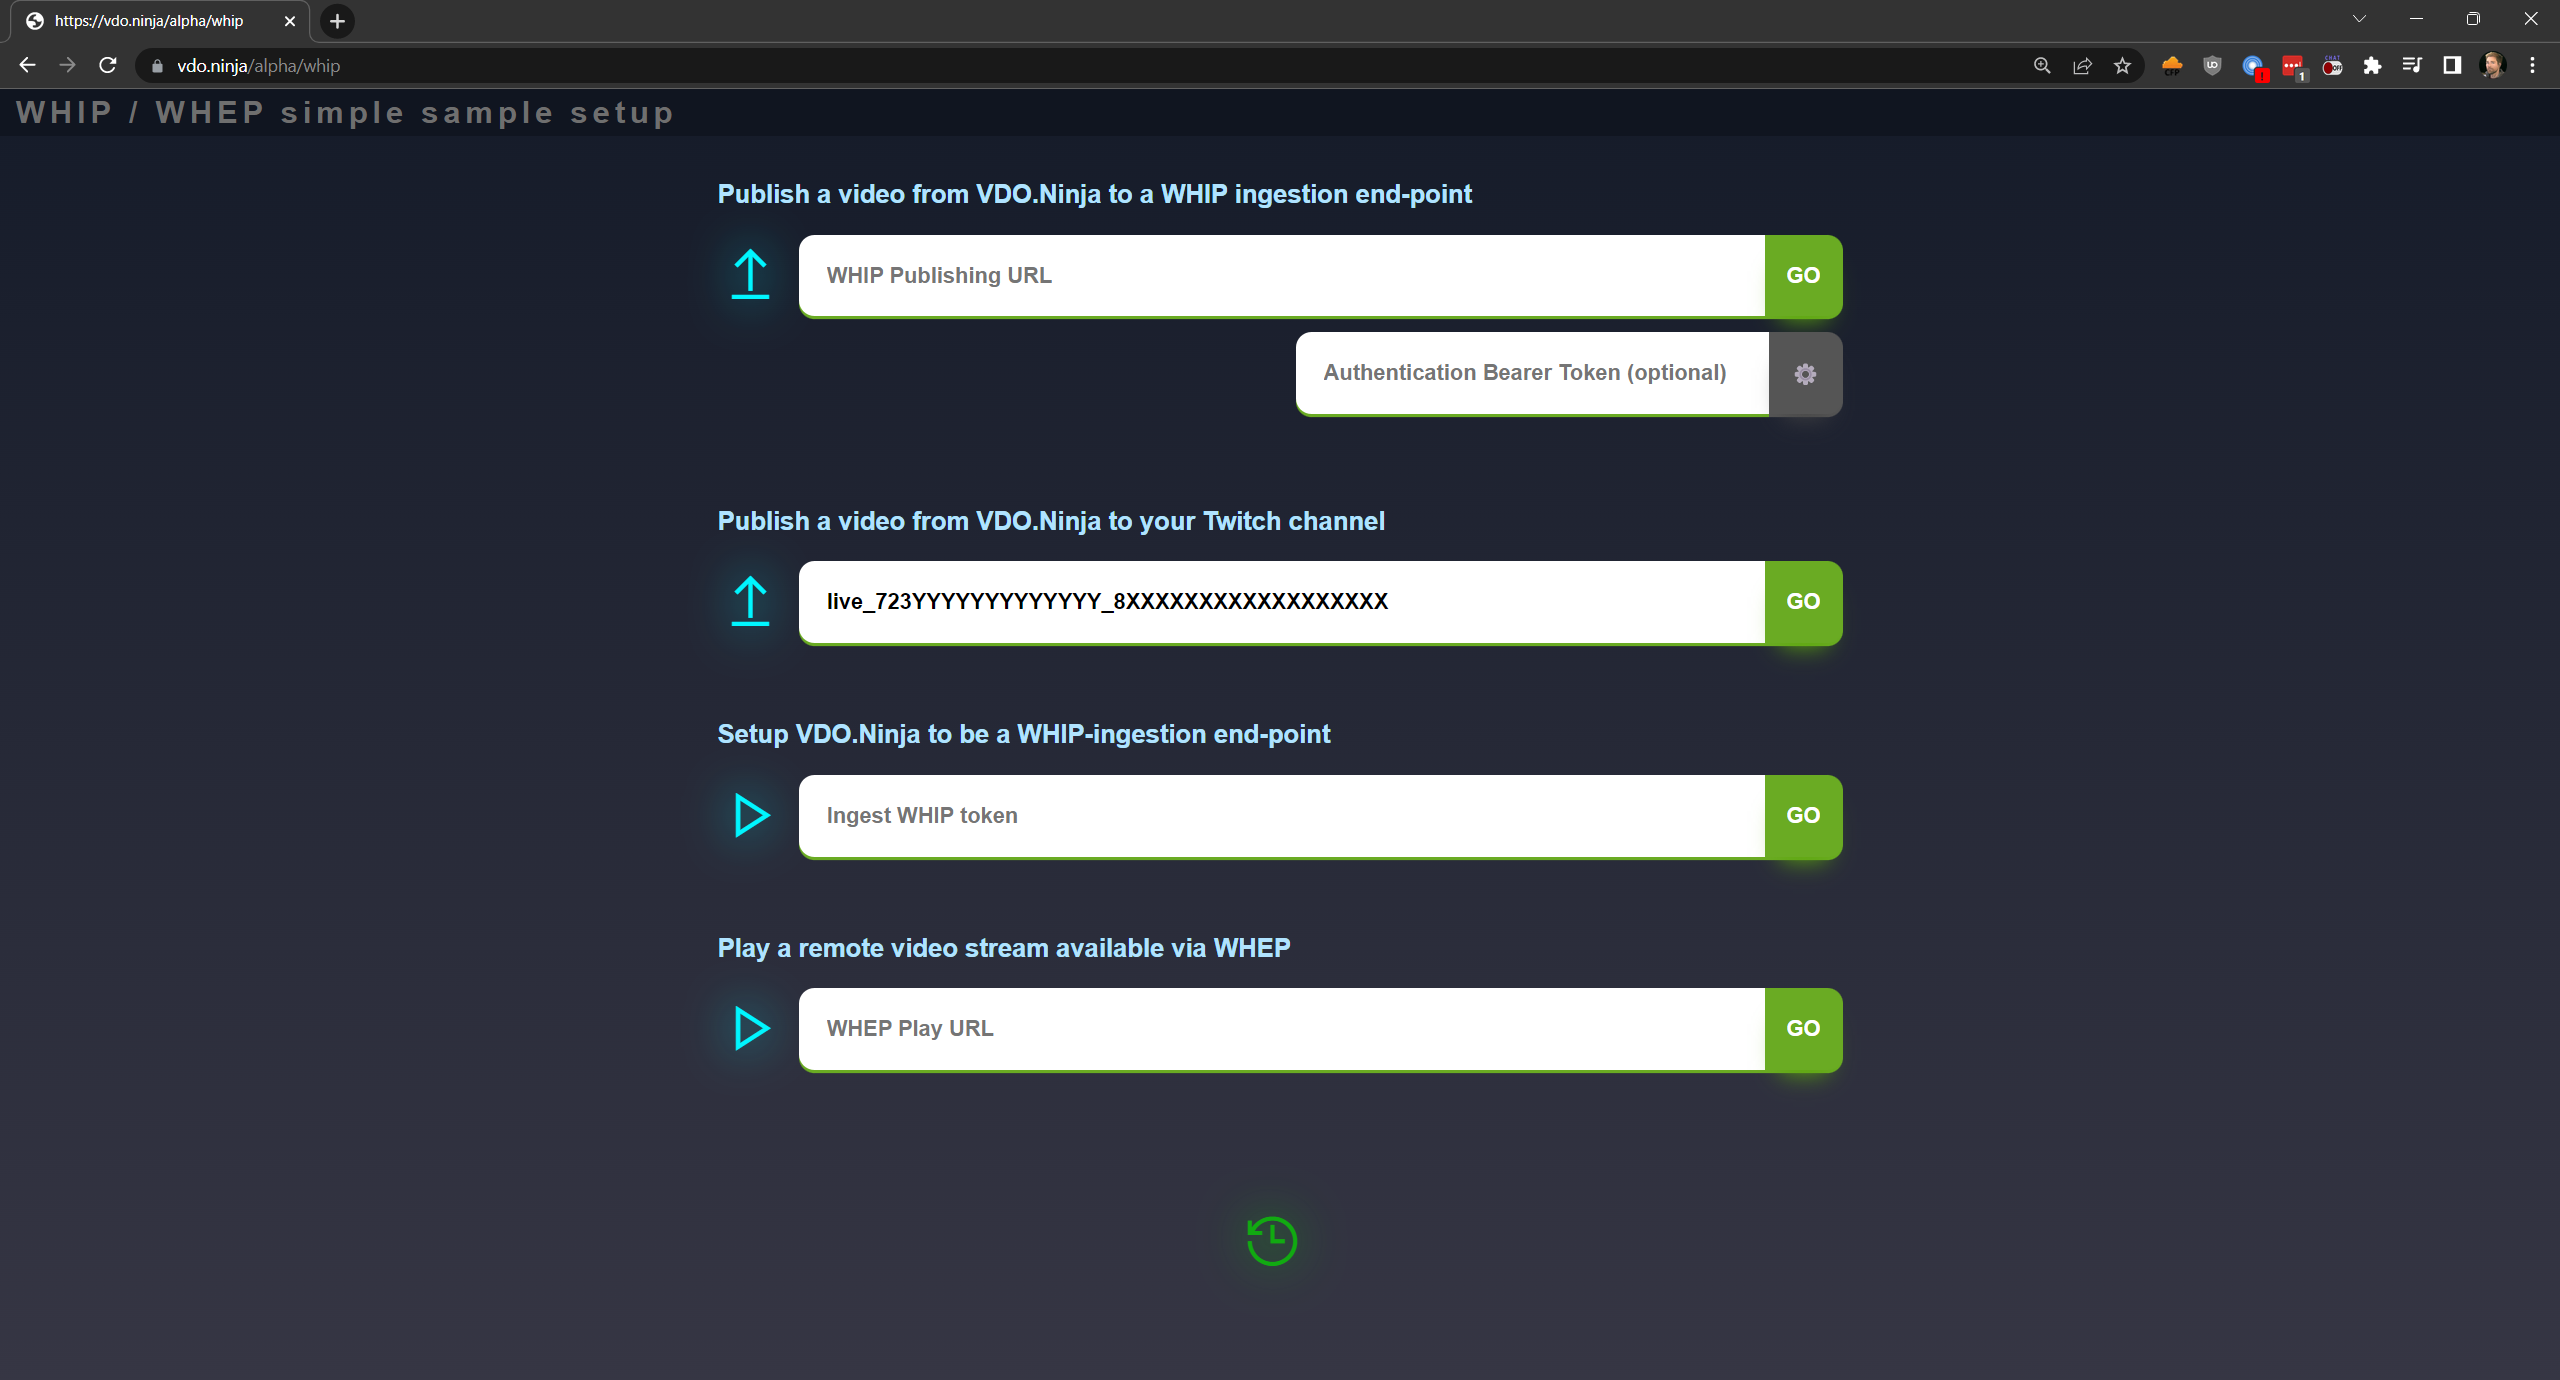 https://vdo.ninja/alpha/whip
vdo.ninja/alpha/whip
WHIP / WHEP simple sample setup
Publish a video from VDO.Ninja to a WHIP ingestion end-point
WHIP Publishing URL GO
Authentication Bearer Token (optional)
Publish a video from VDO.Ninja to your Twitch channel
live_723YYYYYYYYYYYYY_8XXXXXXXXXXXXXXXXXX GO
Setup VDO.Ninja to be a WHIP-ingestion end-point
Ingest WHIP token GO
Play a remote video stream available via WHEP
WHEP Play URL GO